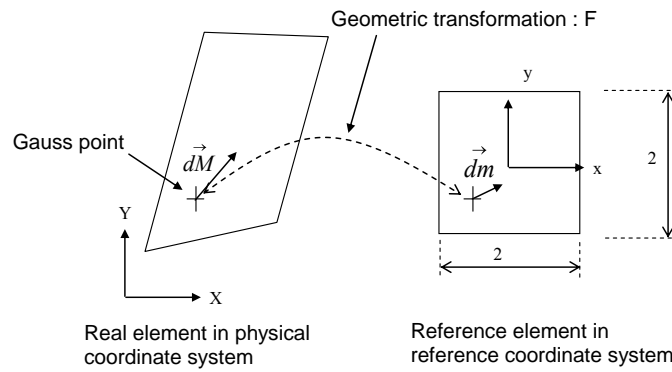 Geometric transformation : F
y
Gauss point
dM
dm
x
2
Y
2
X
Real element in physical
coordinate system
Reference element in
reference coordinate system